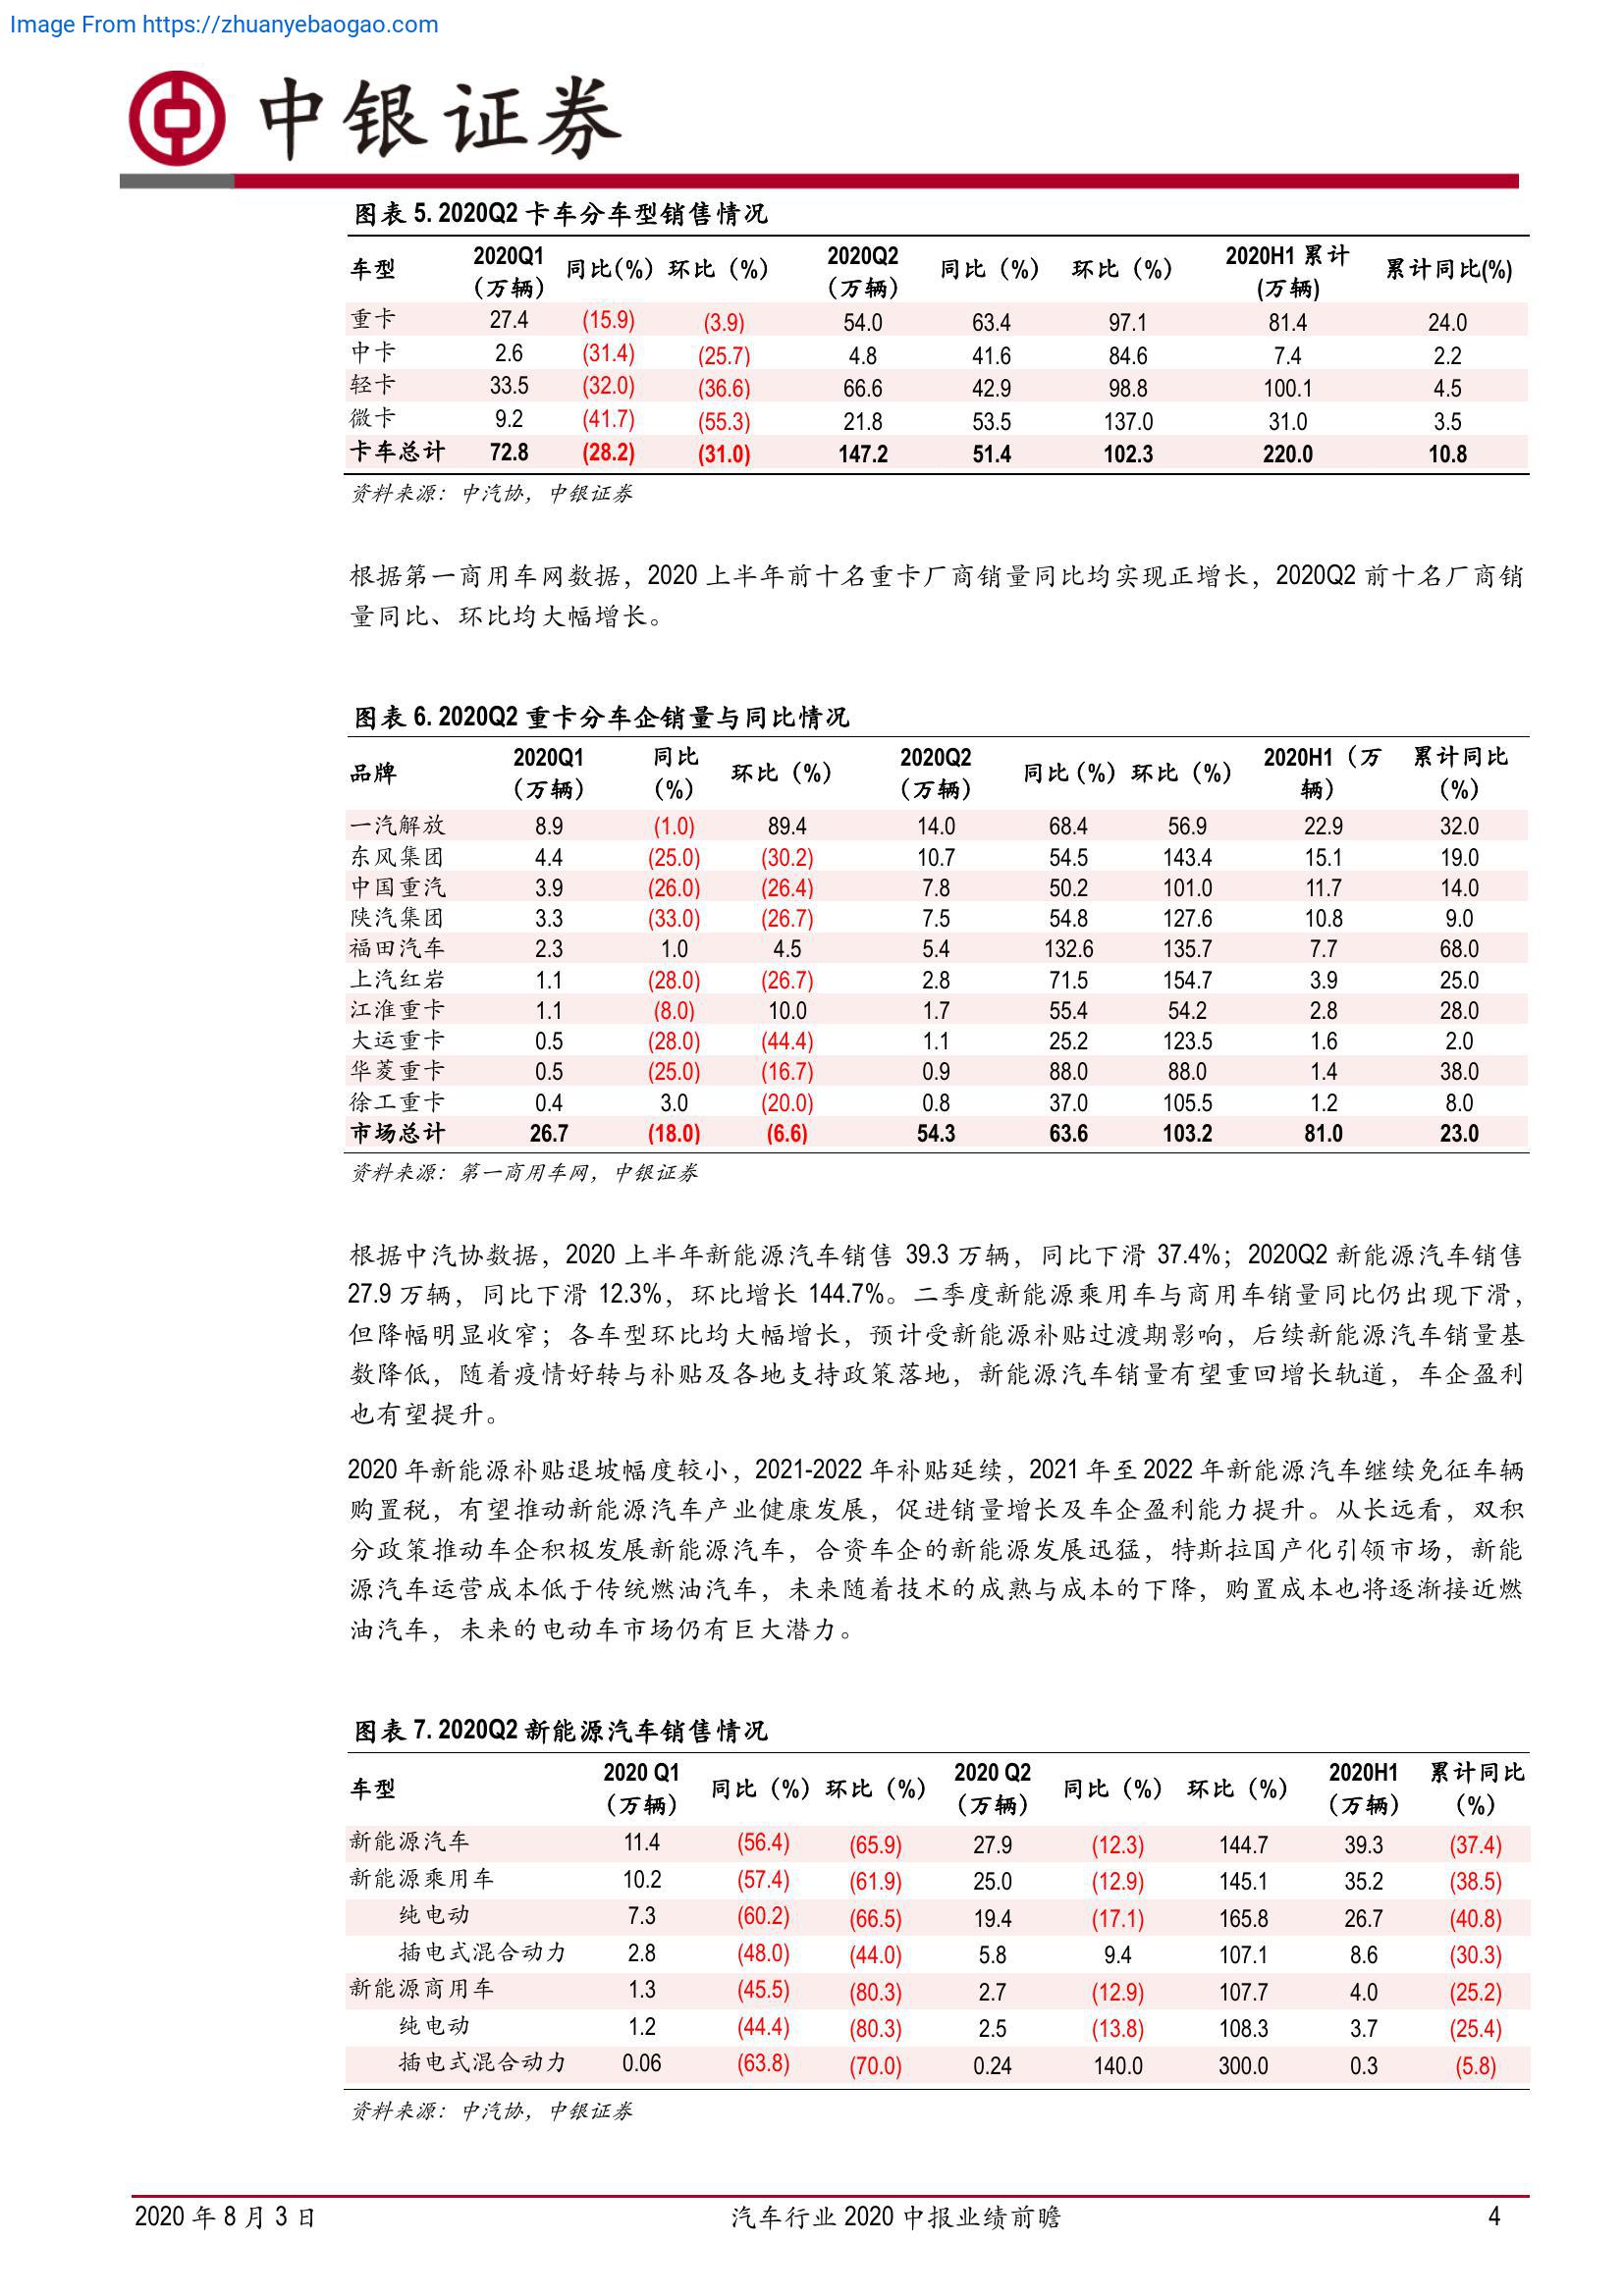 Image From https://zhuanyebaogao.com
中银证券
图表 5. 2020Q2 卡车分车型销售情况
车型 2020Q1（万辆） 同比(%) 环比（%） 2020Q2（万辆） 同比（%） 环比（%） 2020H1 累计(万辆) 累计同比(%)
重卡 27.4 (15.9) (3.9) 54.0 63.4 97.1 81.4 24.0
中卡 2.6 (31.4) (25.7) 4.8 41.6 84.6 7.4 2.2
轻卡 33.5 (32.0) (36.6) 66.6 42.9 98.8 100.1 4.5
微卡 9.2 (41.7) (55.3) 21.8 53.5 137.0 31.0 3.5
卡车总计 72.8 (28.2) (31.0) 147.2 51.4 102.3 220.0 10.8
资料来源：中汽协，中银证券
根据第一商用车网数据，2020 上半年前十名重卡厂商销量同比均实现正增长，2020Q2 前十名厂商销
量同比、环比均大幅增长。
图表 6. 2020Q2 重卡分车企销量与同比情况
品牌 2020Q1（万辆） 同比（%） 环比（%） 2020Q2（万辆） 同比（%） 环比（%） 2020H1（万辆） 累计同比（%）
一汽解放 8.9 (1.0) 89.4 14.0 68.4 56.9 22.9 32.0
东风集团 4.4 (25.0) (30.2) 10.7 54.5 143.4 15.1 19.0
中国重汽 3.9 (26.0) (26.4) 7.8 50.2 101.0 11.7 14.0
陕汽集团 3.3 (33.0) (26.7) 7.5 54.8 127.6 10.8 9.0
福田汽车 2.3 1.0 4.5 5.4 132.6 135.7 7.7 68.0
上汽红岩 1.1 (28.0) (26.7) 2.8 71.5 154.7 3.9 25.0
江淮重卡 1.1 (8.0) 10.0 1.7 55.4 54.2 2.8 28.0
大运重卡 0.5 (28.0) (44.4) 1.1 25.2 123.5 1.6 2.0
华菱重卡 0.5 (25.0) (16.7) 0.9 88.0 88.0 1.4 38.0
徐工重卡 0.4 3.0 (20.0) 0.8 37.0 105.5 1.2 8.0
市场总计 26.7 (18.0) (6.6) 54.3 63.6 103.2 81.0 23.0
资料来源：第一商用车网，中银证券
根据中汽协数据，2020 上半年新能源汽车销售 39.3 万辆，同比下滑 37.4%；2020Q2 新能源汽车销售
27.9 万辆，同比下滑 12.3%，环比增长 144.7%。二季度新能源乘用车与商用车销量同比仍出现下滑，
但降幅明显收窄；各车型环比均大幅增长，预计受新能源补贴过渡期影响，后续新能源汽车销量基
数降低，随着疫情好转与补贴及各地支持政策落地，新能源汽车销量有望重回增长轨道，车企盈利
也有望提升。
2020 年新能源补贴退坡幅度较小，2021-2022 年补贴延续，2021 年至 2022 年新能源汽车继续免征车辆
购置税，有望推动新能源汽车产业健康发展，促进销量增长及车企盈利能力提升。从长远看，双积
分政策推动车企积极发展新能源汽车，合资车企的新能源发展迅猛，特斯拉国产化引领市场，新能
源汽车运营成本低于传统燃油汽车，未来随着技术的成熟与成本的下降，购置成本也将逐渐接近燃
油汽车，未来的电动车市场仍有巨大潜力。
图表 7. 2020Q2 新能源汽车销售情况
车型 2020 Q1（万辆） 同比（%） 环比（%） 2020 Q2（万辆） 同比（%） 环比（%） 2020H1（万辆） 累计同比（%）
新能源汽车 11.4 (56.4) (65.9) 27.9 (12.3) 144.7 39.3 (37.4)
新能源乘用车 10.2 (57.4) (61.9) 25.0 (12.9) 145.1 35.2 (38.5)
纯电动 7.3 (60.2) (66.5) 19.4 (17.1) 165.8 26.7 (40.8)
插电式混合动力 2.8 (48.0) (44.0) 5.8 9.4 107.1 8.6 (30.3)
新能源商用车 1.3 (45.5) (80.3) 2.7 (12.9) 107.7 4.0 (25.2)
纯电动 1.2 (44.4) (80.3) 2.5 (13.8) 108.3 3.7 (25.4)
插电式混合动力 0.06 (63.8) (70.0) 0.24 140.0 300.0 0.3 (5.8)
资料来源：中汽协，中银证券
2020 年 8 月 3 日 汽车行业 2020 中报业绩前瞻 4